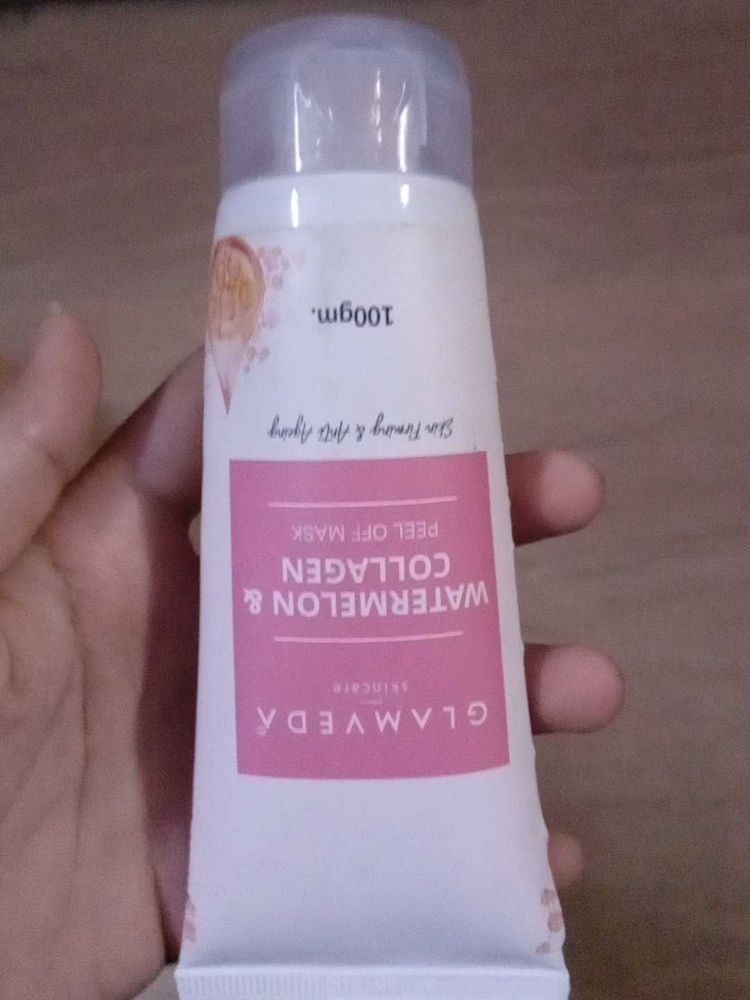 GLAMVEDA®
skincare
WATERMELON &
COLLAGEN
PEEL OFF MASK
Skin Firming & Anti Ageing
100gm.